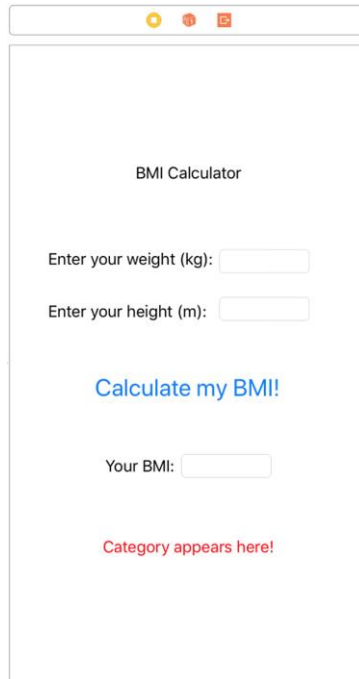 BMI Calculator
Enter your weight (kg):
Enter your height (m):
Calculate my BMI!
Your BMI:
Category appears here!